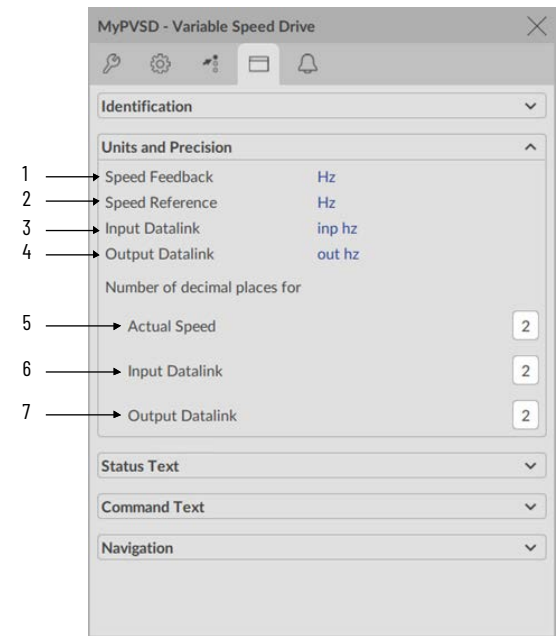 MyPVSD - Variable Speed Drive
Identification
Units and Precision
1 Speed Feedback Hz
2 Speed Reference Hz
3 Input Datalink inp hz
4 Output Datalink out hz
Number of decimal places for
5 Actual Speed 2
6 Input Datalink 2
7 Output Datalink 2
Status Text
Command Text
Navigation